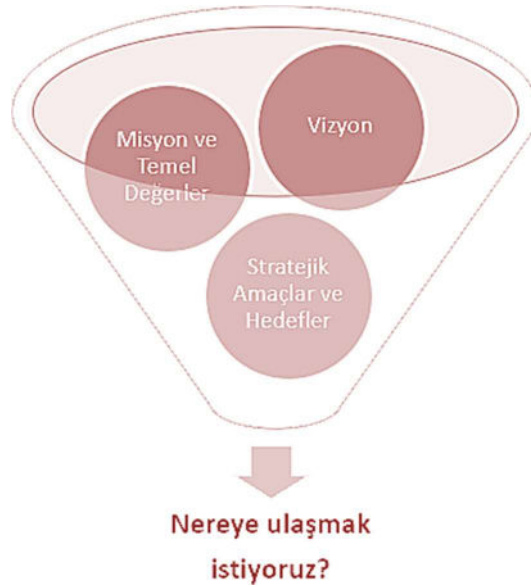 Misyon ve
Temel
Değerler
Vizyon
Stratejik
Amaçlar ve
Hedefler
Nereye ulaşmak
istiyoruz?